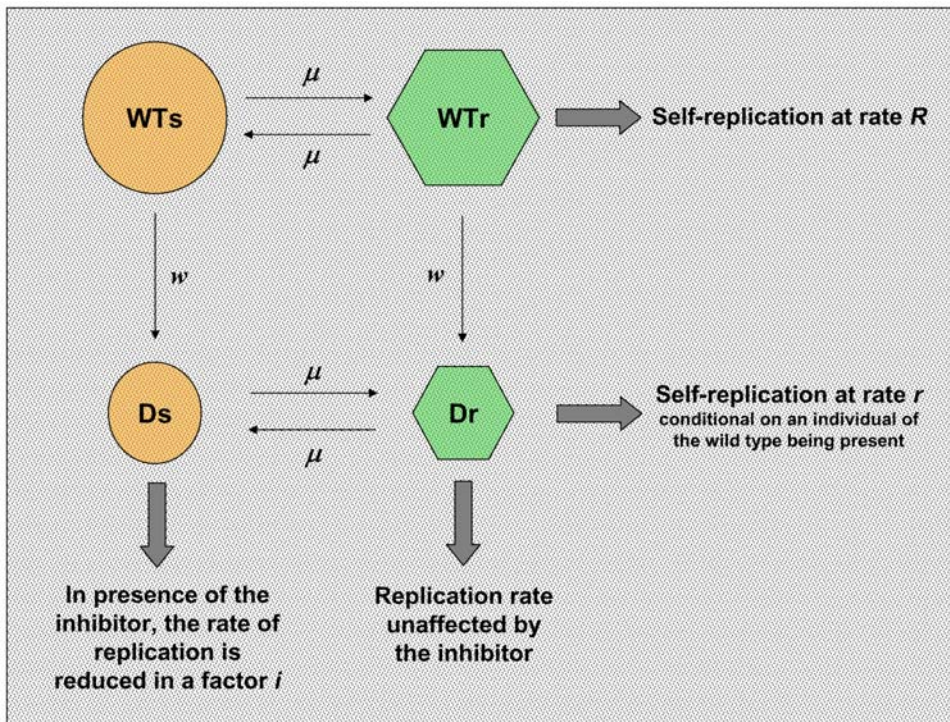 μ
WTs
WTr
Self-replication at rate R
μ
w
w
μ
Ds
Dr
Self-replication at rate r
conditional on an individual of
the wild type being present
μ
In presence of the
inhibitor, the rate of
replication is
reduced in a factor i
Replication rate
unaffected by
the inhibitor